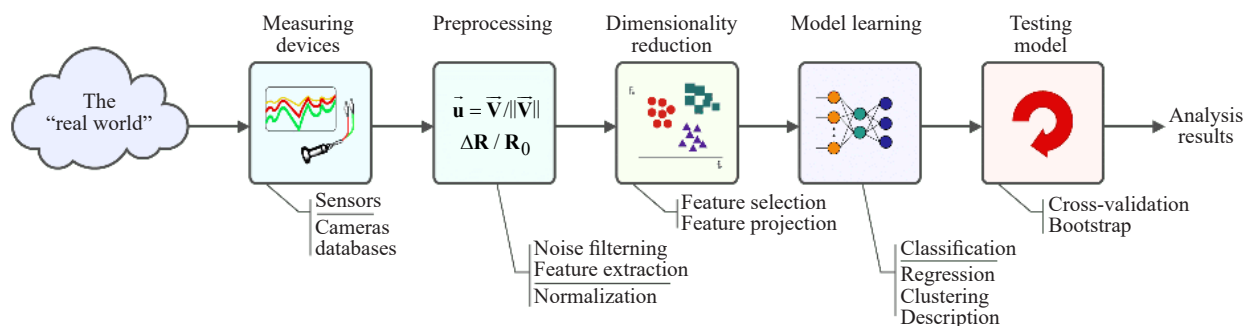 Measuring
devices
Preprocessing
Dimensionality
reduction
Model learning
Testing
model
The
“real world”
u⃗ = V⃗/||V⃗||
ΔR / R₀
Analysis
results
Sensors
Cameras
databases
Noise filterning
Feature extraction
Normalization
Feature selection
Feature projection
Classification
Regression
Clustering
Description
Cross-validation
Bootstrap